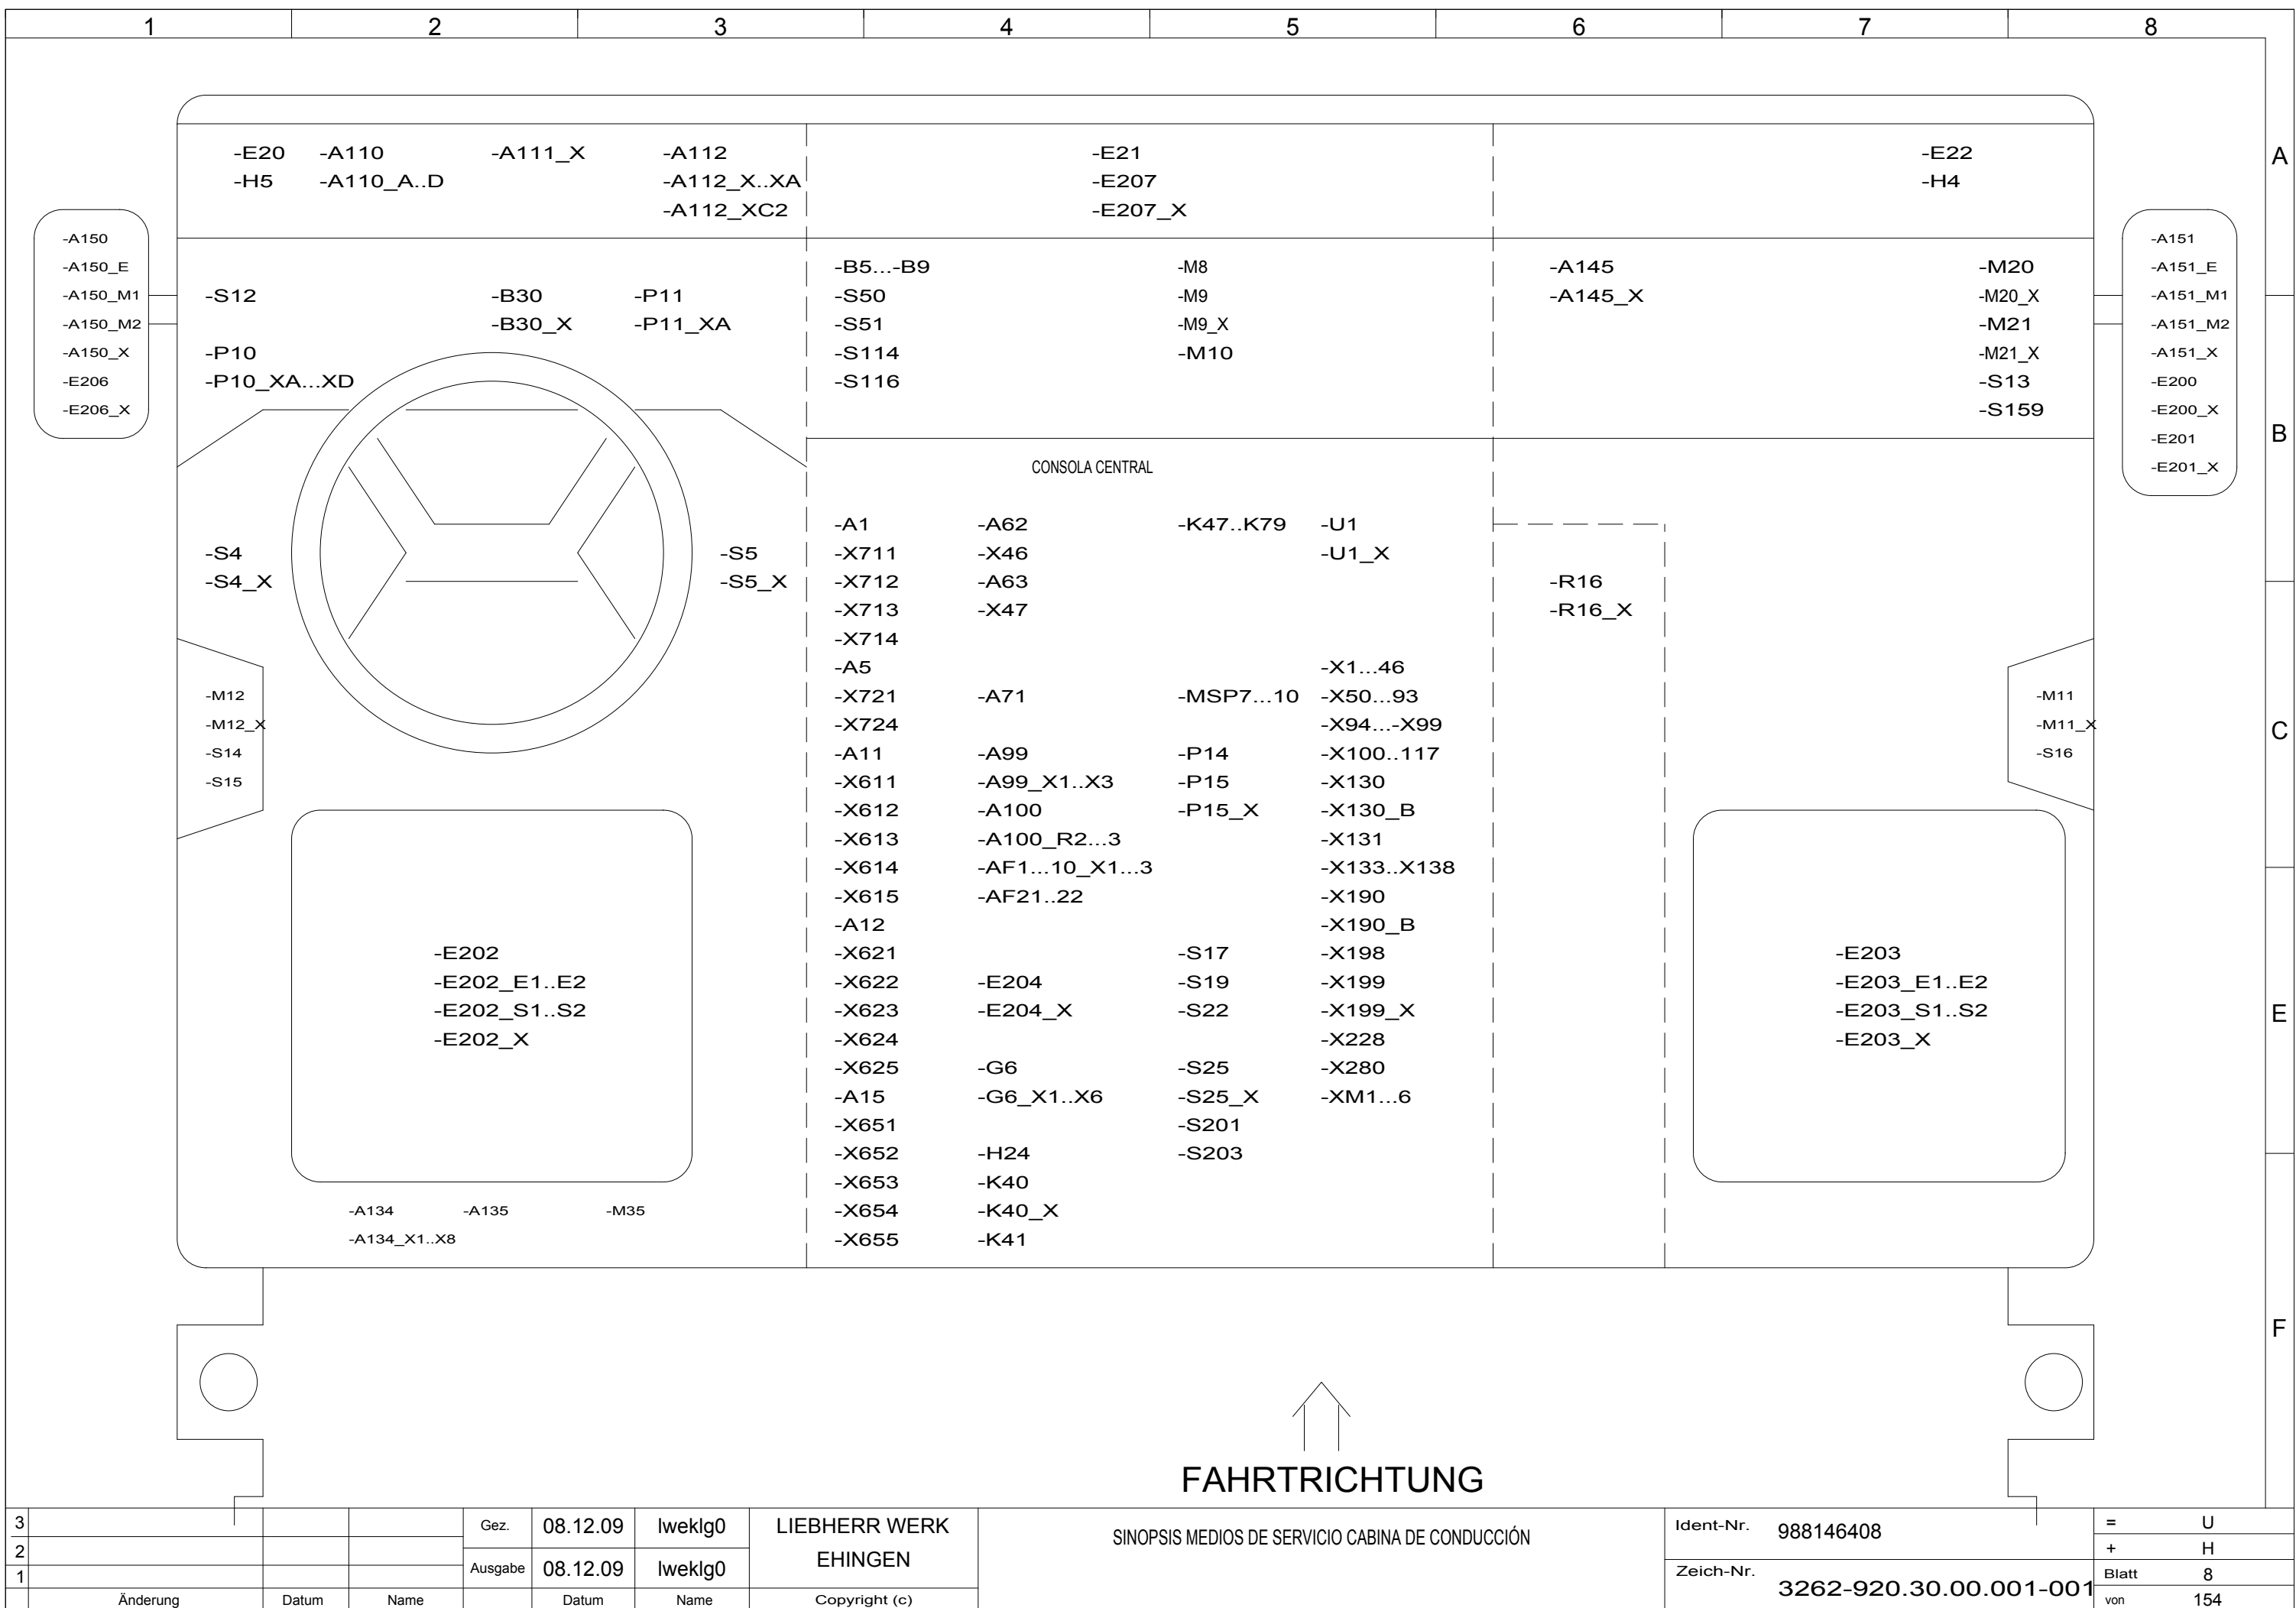 1 2 3 4 5 6 7 8
-E20 -A110 -A111_X -A112 -E21 -E22 A
-H5 -A110_A..D -A112_X..XA -E207 -H4
-A112_XC2 -E207_X
-A150 -A151
-A150_E -B5...-B9 -M8 -A145 -M20 -A151_E
-A150_M1 -S12 -B30 -P11 -S50 -M9 -A145_X -M20_X -A151_M1
-A150_M2 -B30_X -P11_XA -S51 -M9_X -M21 -A151_M2
-A150_X -P10 -S114 -M10 -M21_X -A151_X
-E206 -P10_XA...XD -S116 -S13 -E200
-E206_X -S159 -E200_X
-E201 B
CONSOLA CENTRAL -E201_X
-A1 -A62 -K47..K79 -U1
-S4 -S5 -X711 -X46 -U1_X
-S4_X -S5_X -X712 -A63 -R16
-X713 -X47 -R16_X
-X714
-A5 -X1...46
-M12 -X721 -A71 -MSP7...10 -X50...93 -M11
-M12_X -X724 -X94...-X99 -M11_X C
-S14 -A11 -A99 -P14 -X100..117 -S16
-S15 -X611 -A99_X1..X3 -P15 -X130
-X612 -A100 -P15_X -X130_B
-X613 -A100_R2...3 -X131
-X614 -AF1...10_X1...3 -X133..X138
-X615 -AF21..22 -X190
-A12 -X190_B
-E202 -X621 -S17 -X198 -E203
-E202_E1..E2 -X622 -E204 -S19 -X199 -E203_E1..E2
-E202_S1..S2 -X623 -E204_X -S22 -X199_X -E203_S1..S2 E
-E202_X -X624 -X228 -E203_X
-X625 -G6 -S25 -X280
-A15 -G6_X1..X6 -S25_X -XM1...6
-X651 -S201
-X652 -H24 -S203
-X653 -K40
-A134 -A135 -M35 -X654 -K40_X
-A134_X1..X8 -X655 -K41
F
FAHRTRICHTUNG
3 Gez. 08.12.09 lweklg0 LIEBHERR WERK SINOPSIS MEDIOS DE SERVICIO CABINA DE CONDUCCIÓN Ident-Nr. 988146408 = U
2 EHINGEN + H
1 Ausgabe 08.12.09 lweklg0 Zeich-Nr. 3262-920.30.00.001-001 Blatt 8
Änderung Datum Name Datum Name Copyright (c) von 154